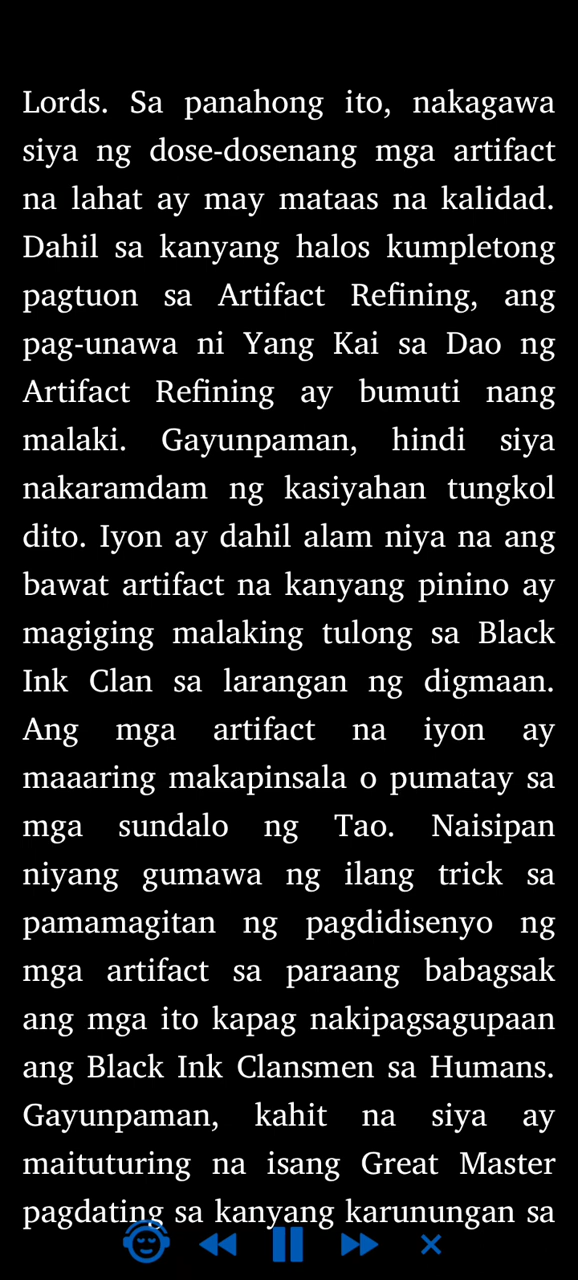 Lords. Sa panahong ito, nakagawa
siya ng dose-dosenang mga artifact
na lahat ay may mataas na kalidad.
Dahil sa kanyang halos kumpletong
pagtuon sa Artifact Refining, ang
pag-unawa ni Yang Kai sa Dao ng
Artifact Refining ay bumuti nang
malaki. Gayunpaman, hindi siya
nakaramdam ng kasiyahan tungkol
dito. Iyon ay dahil alam niya na ang
bawat artifact na kanyang pinino ay
magiging malaking tulong sa Black
Ink Clan sa larangan ng digmaan.
Ang mga artifact na iyon ay
maaaring makapinsala o pumatay sa
mga sundalo ng Tao. Naisipan
niyang gumawa ng ilang trick sa
pamamagitan ng pagdidisenyo ng
mga artifact sa paraang babagsak
ang mga ito kapag nakipagsagupaan
ang Black Ink Clansmen sa Humans.
Gayunpaman, kahit na siya ay
maituturing na isang Great Master
pagdating sa kanyang karunungan sa